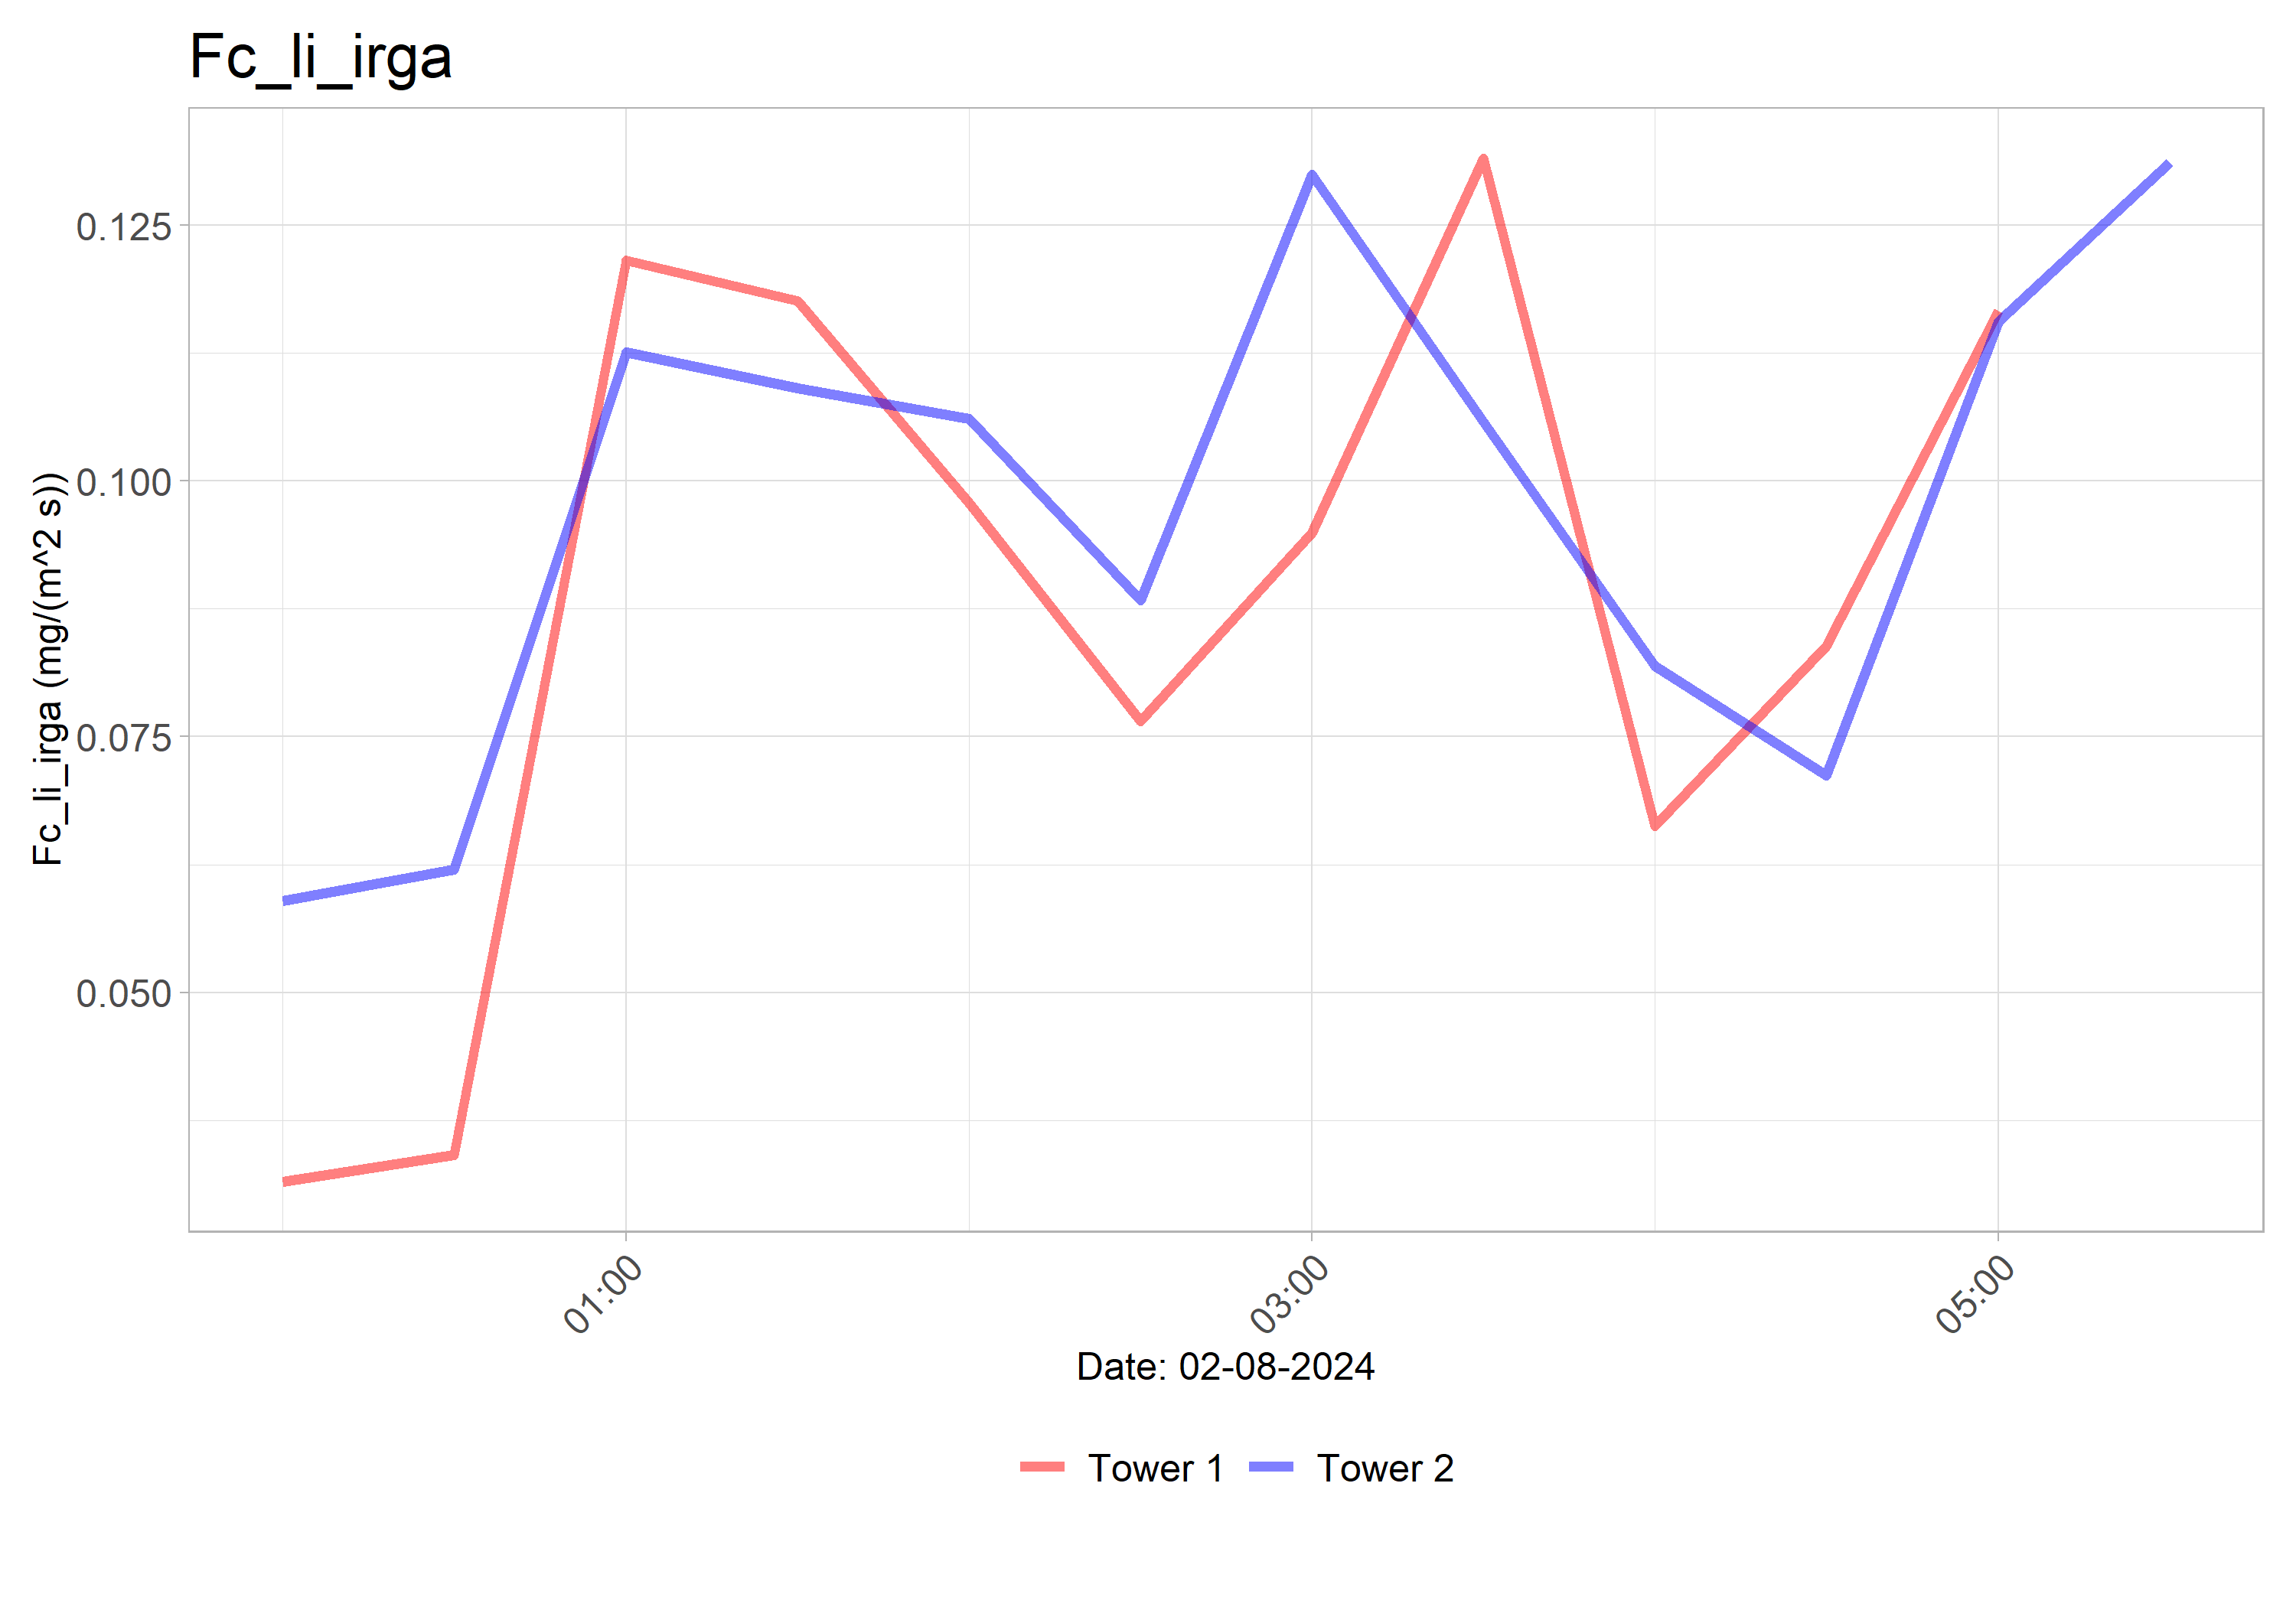 Fc_li_irga
Fc_li_irga (mg/(m^2 s))
0.125
0.100
0.075
0.050
01:00
03:00
05:00
Date: 02-08-2024
Tower 1
Tower 2